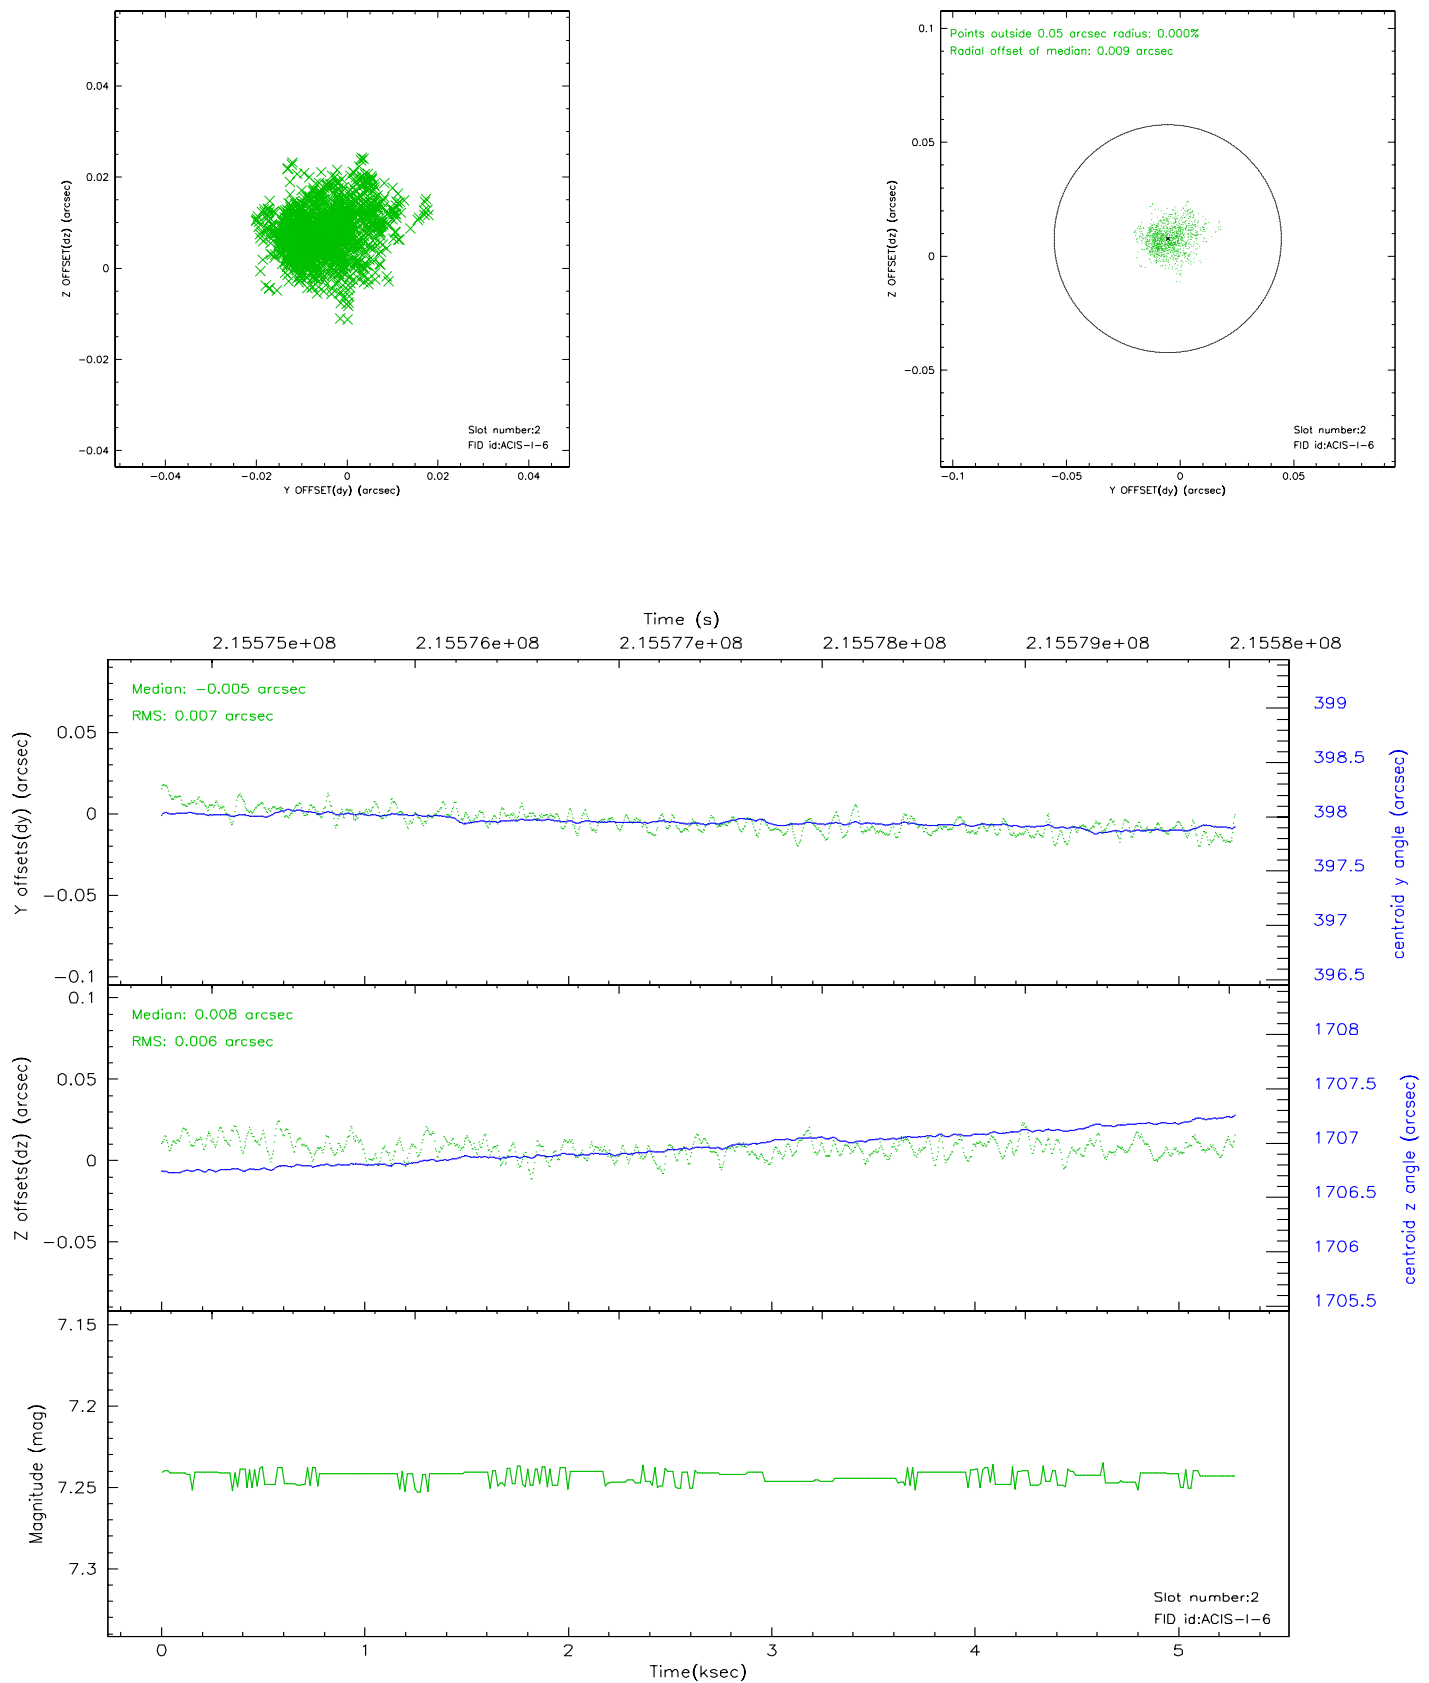 0.04
0.02
0
−0.02
−0.04
Z OFFSET(dz) (arcsec)
Slot number:2
FID id:ACIS−I−6
−0.04
−0.02
0
0.02
0.04
Y OFFSET(dy) (arcsec)
Points outside 0.05 arcsec radius: 0.000%
Radial offset of median: 0.009 arcsec
0.1
0.05
0
−0.05
Z OFFSET(dz) (arcsec)
Slot number:2
FID id:ACIS−I−6
−0.1
−0.05
0
0.05
Y OFFSET(dy) (arcsec)
Time (s)
2.15575e+08
2.15576e+08
2.15577e+08
2.15578e+08
2.15579e+08
2.1558e+08
Median: −0.005 arcsec
RMS: 0.007 arcsec
0.05
0
−0.05
−0.1
Y offsets(dy) (arcsec)
399
398.5
398
397.5
397
396.5
centroid y angle (arcsec)
Median: 0.008 arcsec
RMS: 0.006 arcsec
0.1
0.05
0
−0.05
Z offsets(dz) (arcsec)
1708
1707.5
1707
1706.5
1706
1705.5
centroid z angle (arcsec)
7.15
7.2
7.25
7.3
Magnitude (mag)
Slot number:2
FID id:ACIS−I−6
0
1
2
3
4
5
Time(ksec)